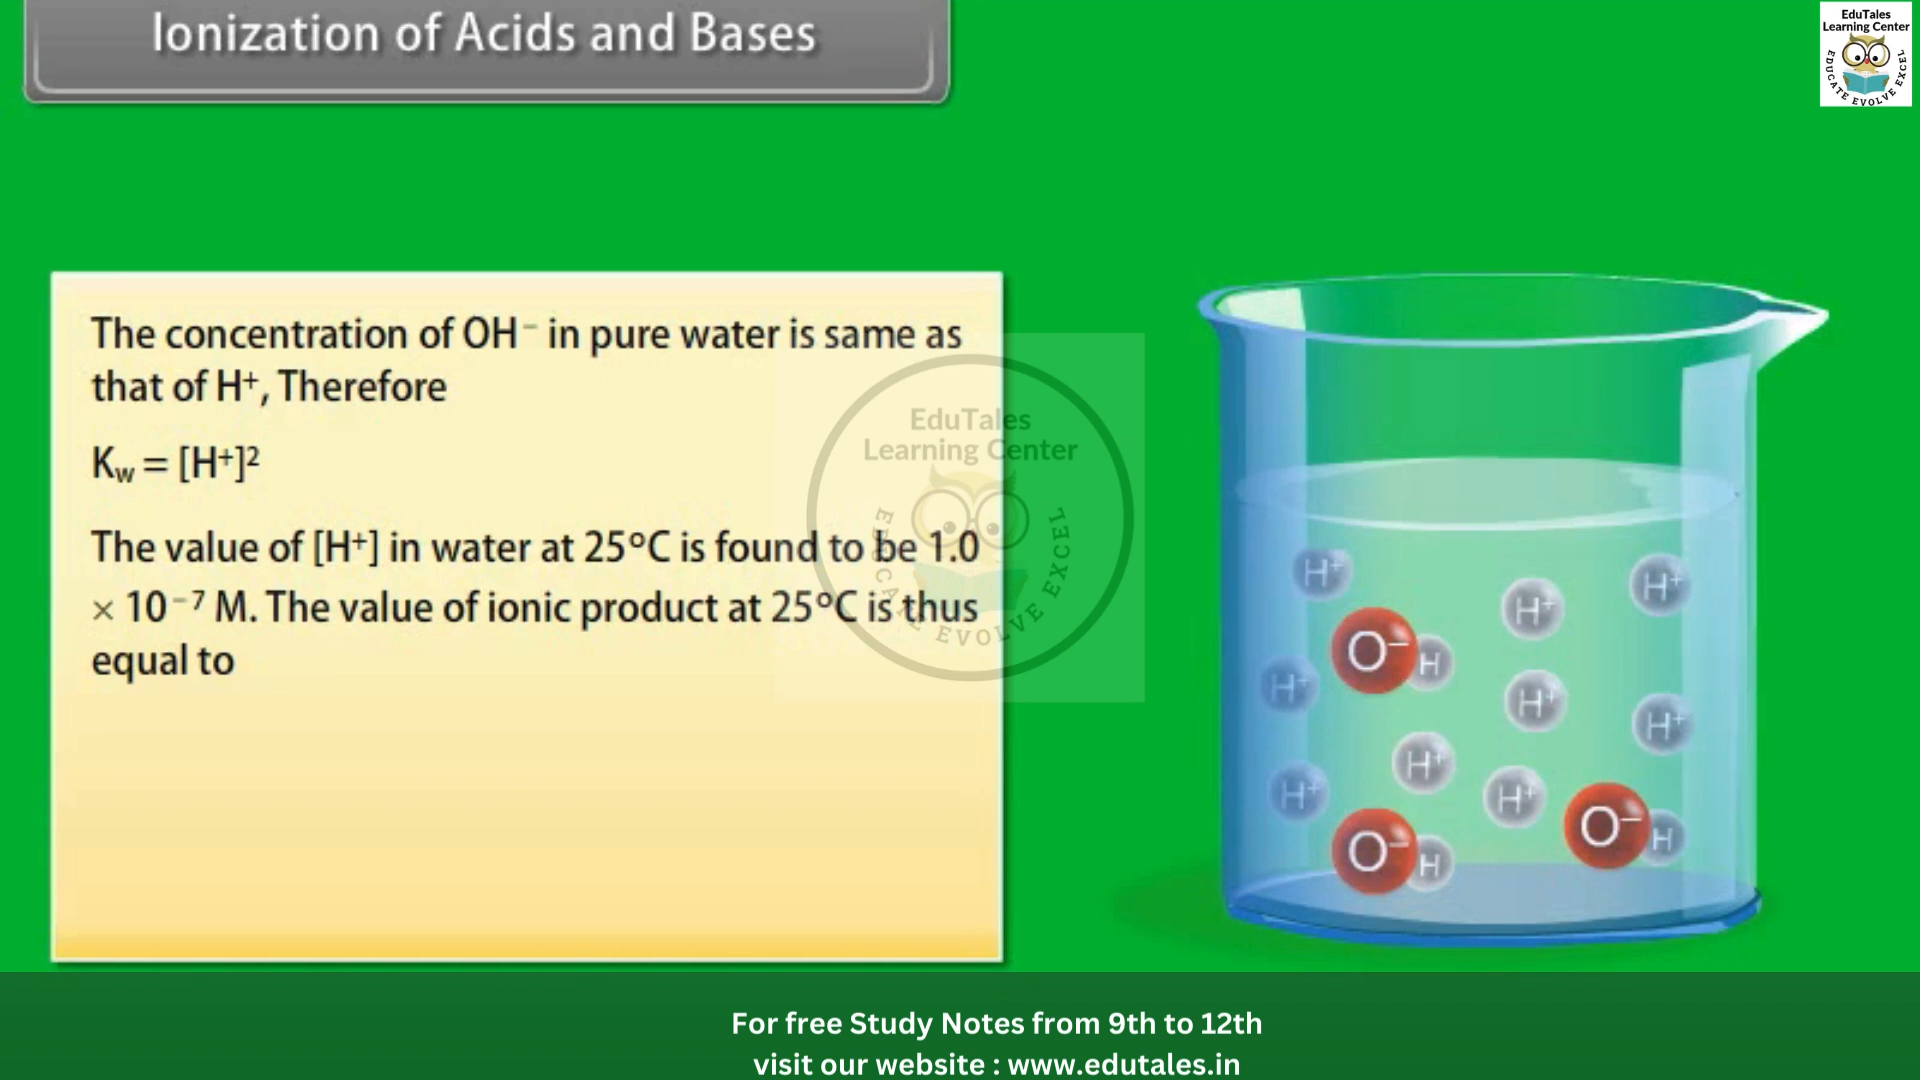 Ionization of Acids and Bases
EduTales
Learning Center
EDUCATE EVOLVE EXCEL
The concentration of OH⁻ in pure water is same as
that of H⁺, Therefore
Kw = [H⁺]²
The value of [H⁺] in water at 25°C is found to be 1.0
× 10⁻⁷ M. The value of ionic product at 25°C is thus
equal to
EduTales
Learning Center
EDUCATE EVOLVE EXCEL
H⁺
H⁺
H⁺
O⁻ H
H⁺
H⁺
H⁺
H⁺
H⁺
H⁺
O⁻ H
O⁻ H
For free Study Notes from 9th to 12th
visit our website : www.edutales.in